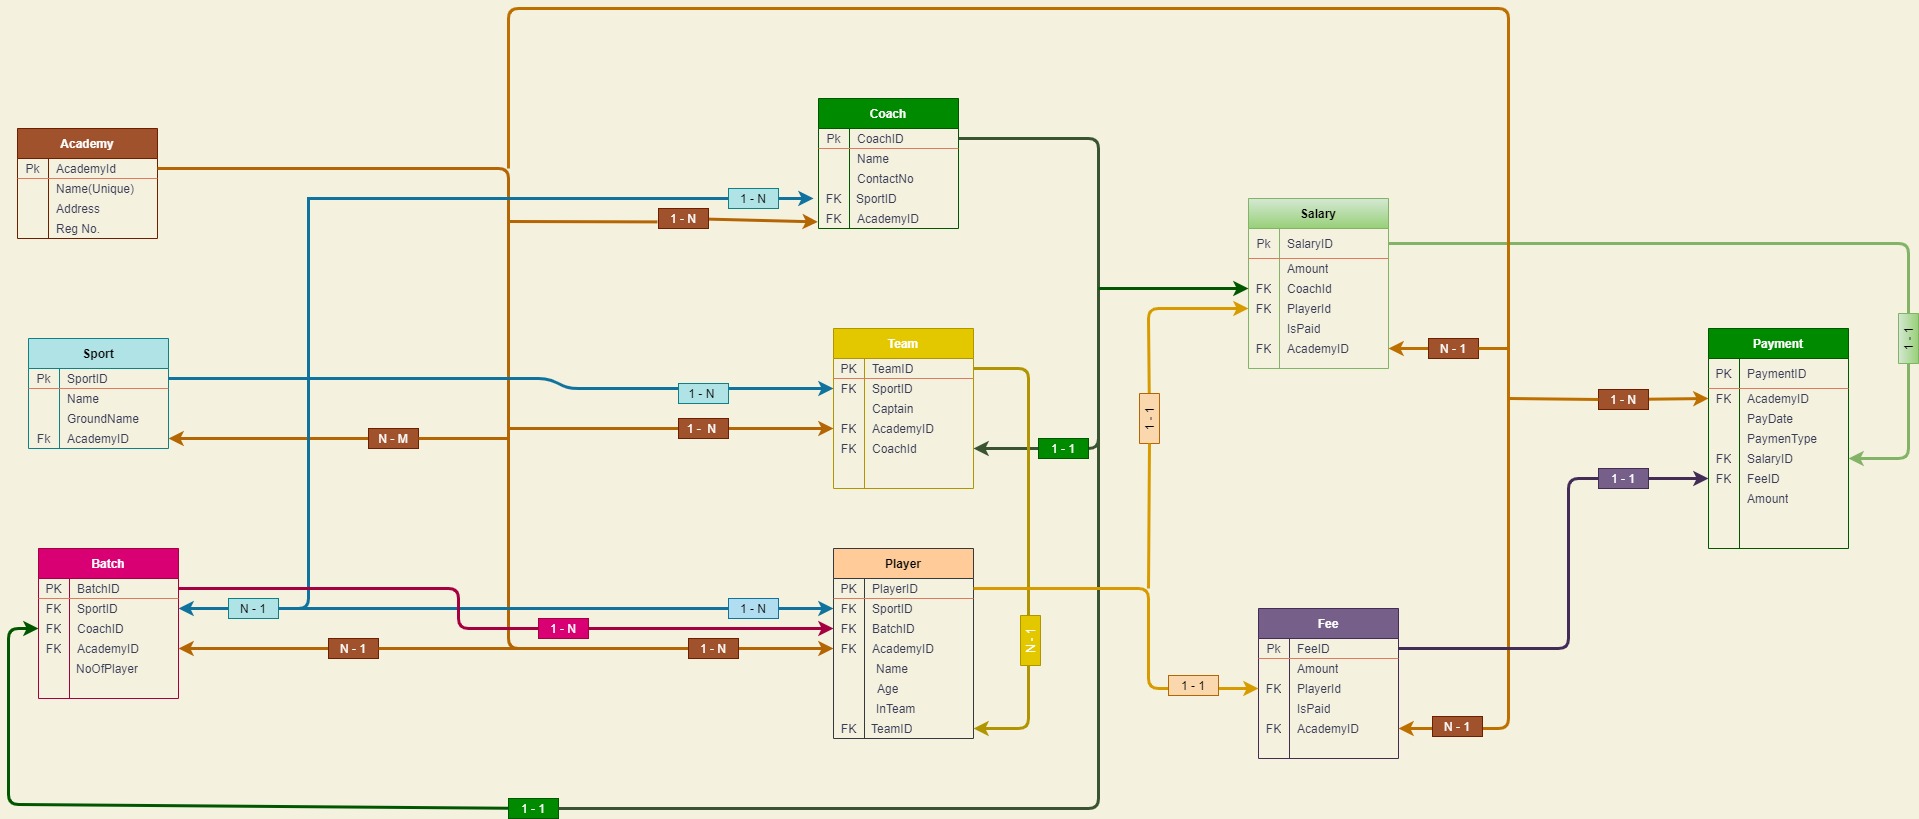 Academy
Pk AcademyId
Name(Unique)
Address
Reg No.
Coach
Pk CoachID
Name
ContactNo
FK SportID
FK AcademyID
1 - N
1 - N
Salary
Pk SalaryID
Amount
FK CoachId
FK PlayerId
IsPaid
FK AcademyID
N - 1
1 - 1
Sport
Pk SportID
Name
GroundName
Fk AcademyID
N - M
Team
PK TeamID
FK SportID
Captain
FK AcademyID
FK CoachId
1 - N
1 - N
1 - 1
1 - 1
Payment
PK PaymentID
FK AcademyID
PayDate
PaymenType
FK SalaryID
FK FeeID
Amount
1 - N
1 - 1
Batch
PK BatchID
FK SportID
FK CoachID
FK AcademyID
NoOfPlayer
N - 1
N - 1
1 - N
1 - N
1 - N
Player
PK PlayerID
FK SportID
FK BatchID
FK AcademyID
Name
Age
InTeam
FK TeamID
N - 1
1 - 1
Fee
Pk FeeID
Amount
FK PlayerId
IsPaid
FK AcademyID
N - 1
1 - 1